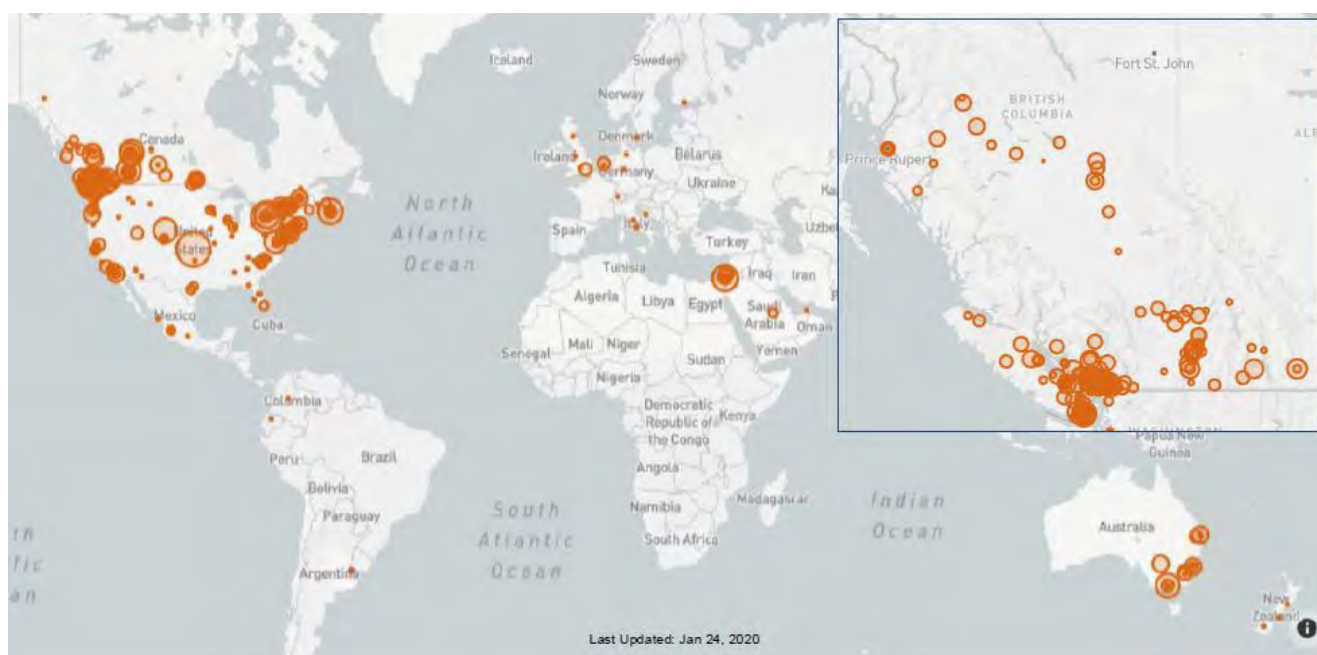 Iceland
Sweden
Norway
Denmark
Ireland
Belarus
Germany
Ukraine
Canada
North
Atlantic
Ocean
United
States
Spain
Italy
Turkey
Tunisia
Iraq
Iran
Algeria
Libya
Egypt
Saudi
Arabia
Oman
Yemen
Mexico
Cuba
Senegal
Mali
Niger
Sudan
Nigeria
Colombia
Democratic
Republic of
the Congo
Kenya
Peru
Brazil
Angola
Bolivia
Paraguay
Namibia
Madagascar
South Africa
Argentina
South
Atlantic
Ocean
Indian
Ocean
Fort St. John
BRITISH
COLUMBIA
Prince Rupert
Papua New
Guinea
Australia
New
Zealand
Last Updated: Jan 24, 2020